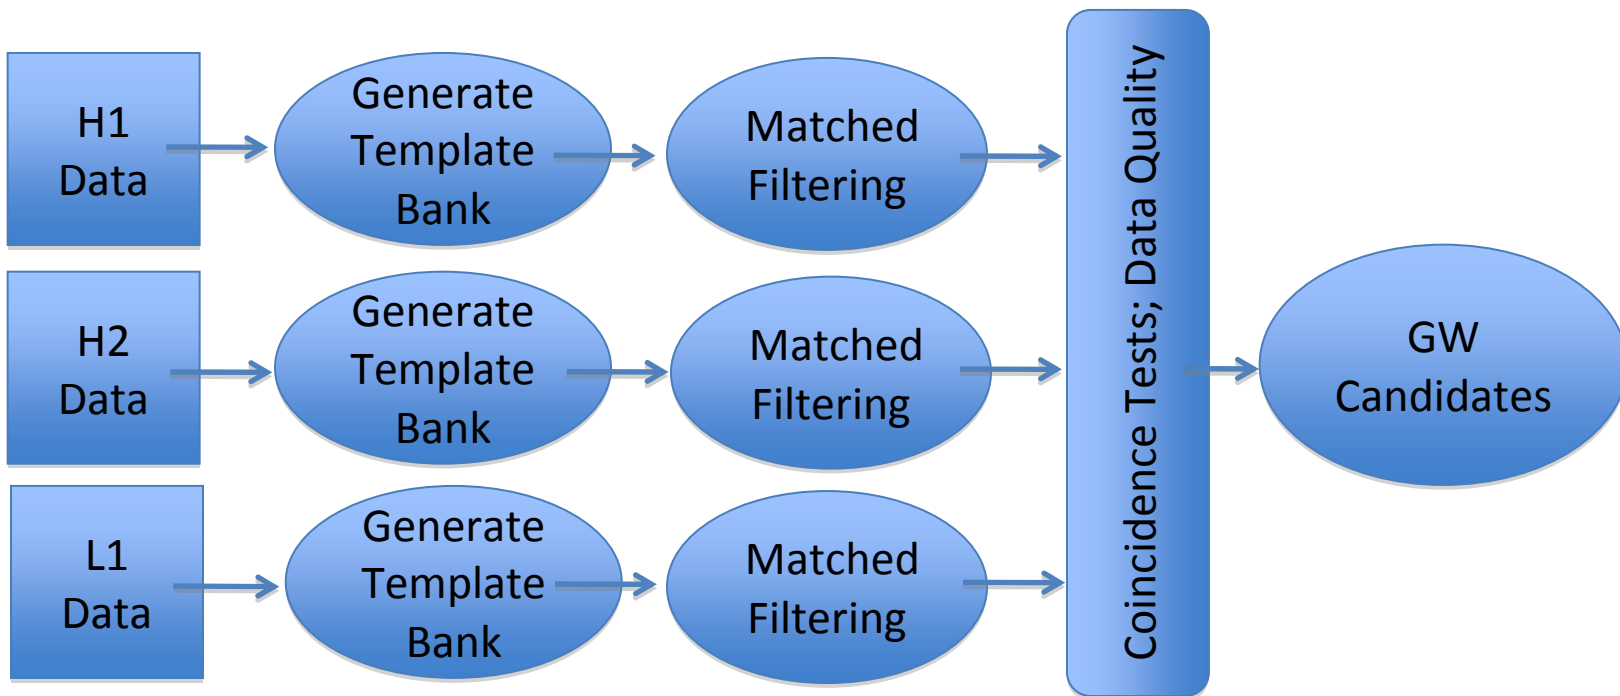 H1
Data
Generate
Template
Bank
Matched
Filtering
H2
Data
Generate
Template
Bank
Matched
Filtering
L1
Data
Generate
Template
Bank
Matched
Filtering
Coincidence Tests; Data Quality
GW
Candidates